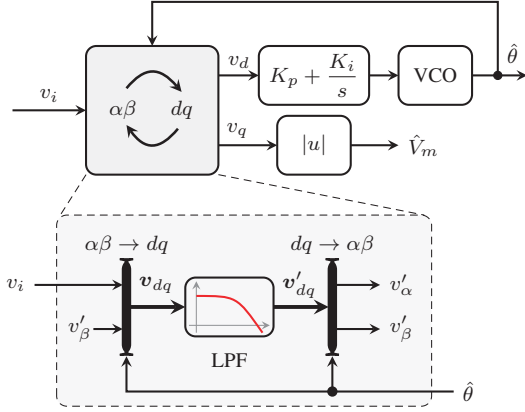 v_d
K_p + K_i/s
VCO
θ̂
v_i
αβ
dq
v_q
|u|
V̂_m
αβ → dq
dq → αβ
v_i
v_dq
v′_dq
v′_α
v′_β
v′_β
LPF
θ̂